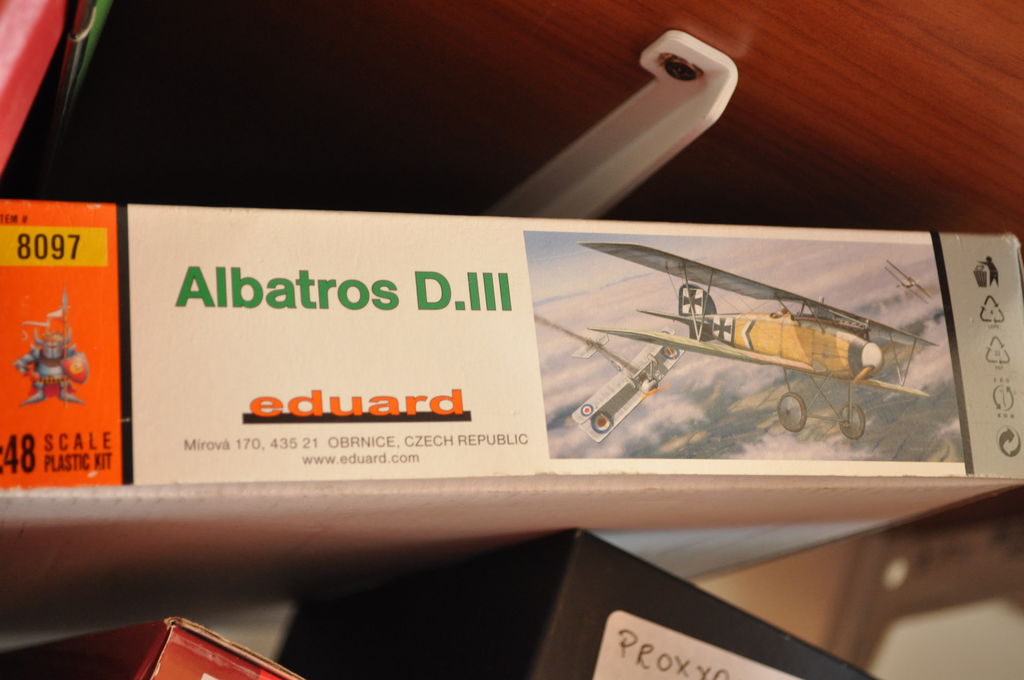 ITEM #
8097
:48 SCALE
PLASTIC KIT
Albatros D.III
eduard
Mírová 170, 435 21 OBRNICE, CZECH REPUBLIC
www.eduard.com